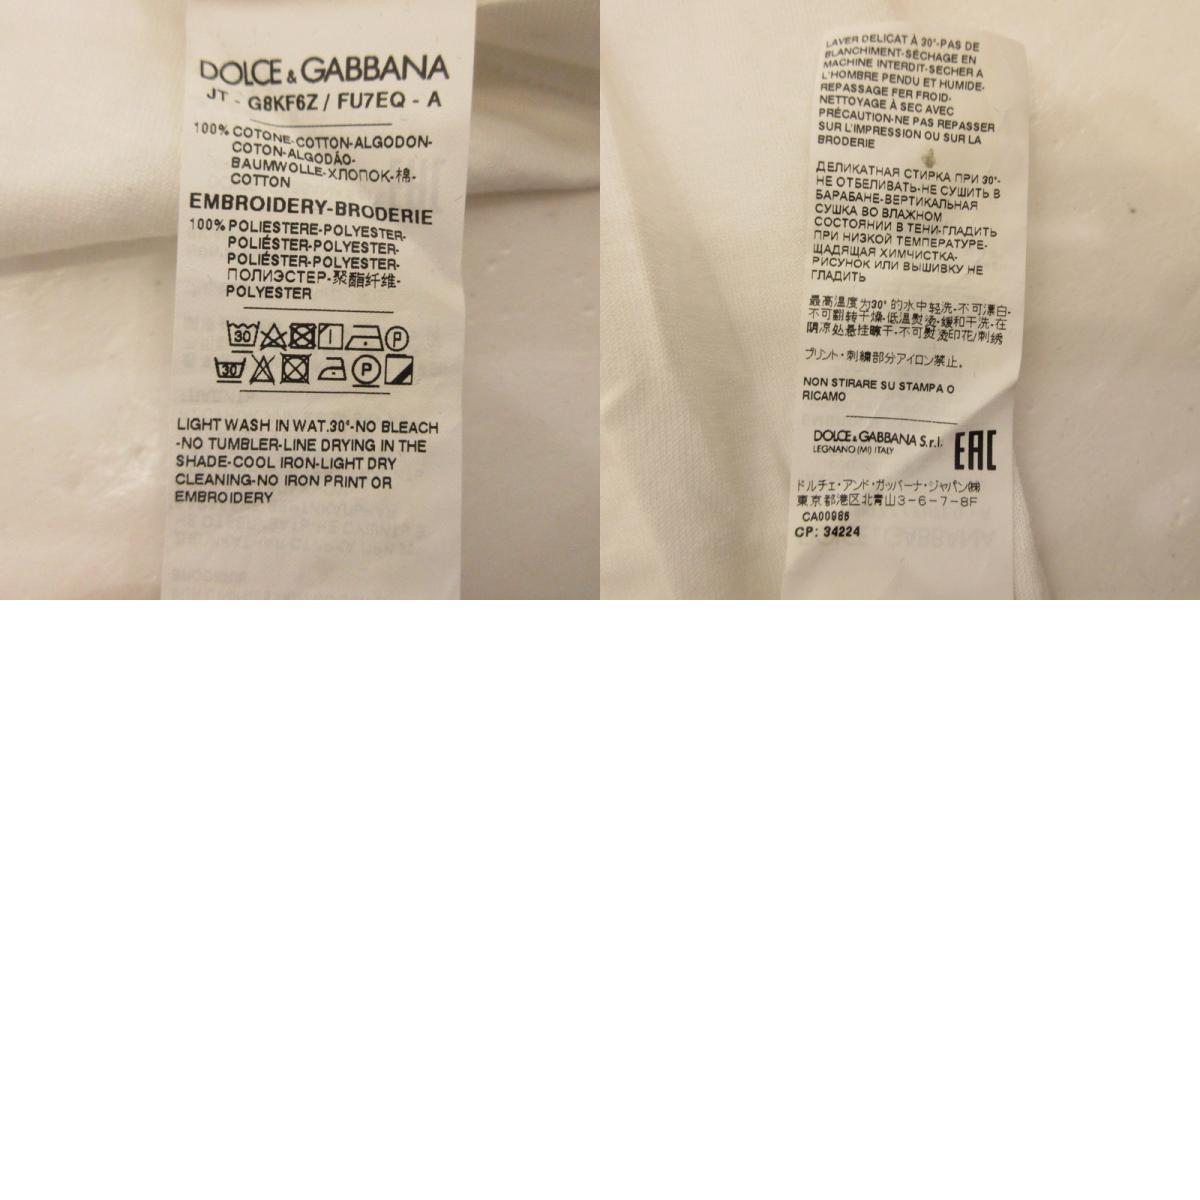 DOLCE & GABBANA
JT - G8KF6Z / FU7EQ - A
100% COTONE-COTTON-ALGODON-
COTON-ALGODÃO-
BAUMWOLLE-ХЛОПОК-棉-
COTTON
EMBROIDERY-BRODERIE
100% POLIESTERE-POLYESTER-
POLIÉSTER-POLYESTER-
POLIÉSTER-POLYESTER-
ПОЛИЭСТЕР-聚酯纤维-
POLYESTER
30 P
30 P
LIGHT WASH IN WAT.30°-NO BLEACH
-NO TUMBLER-LINE DRYING IN THE
SHADE-COOL IRON-LIGHT DRY
CLEANING-NO IRON PRINT OR
EMBROIDERY
LAVER DELICAT À 30°-PAS DE
BLANCHIMENT-SÉCHAGE EN
MACHINE INTERDIT-SECHER A
L'HOMBRE PENDU ET HUMIDE-
REPASSAGE FER FROID-
NETTOYAGE À SEC AVEC
PRÉCAUTION-NE PAS REPASSER
SUR L'IMPRESSION OU SUR LA
BRODERIE
ДЕЛИКАТНАЯ СТИРКА ПРИ 30°-
НЕ ОТБЕЛИВАТЬ-НЕ СУШИТЬ В
БАРАБАНЕ-ВЕРТИКАЛЬНАЯ
СУШКА ВО ВЛАЖНОМ
СОСТОЯНИИ В ТЕНИ-ГЛАДИТЬ
ПРИ НИЗКОЙ ТЕМПЕРАТУРЕ-
ЩАДЯЩАЯ ХИМЧИСТКА-
РИСУНОК ИЛИ ВЫШИВКУ НЕ
ГЛАДИТЬ
最高温度为30° 的水中轻洗-不可漂白-
不可翻转干燥-低温熨烫-缓和干洗-在
阴凉处悬挂晾干-不可熨烫印花/刺绣
プリント・刺繍部分アイロン禁止。
NON STIRARE SU STAMPA O
RICAMO
DOLCE & GABBANA S.r.l.
LEGNANO (MI) ITALY
EAC
ドルチェ・アンド・ガッバーナ・ジャパン㈱
東京都港区北青山3-6-7-8F
CA00985
CP: 34224